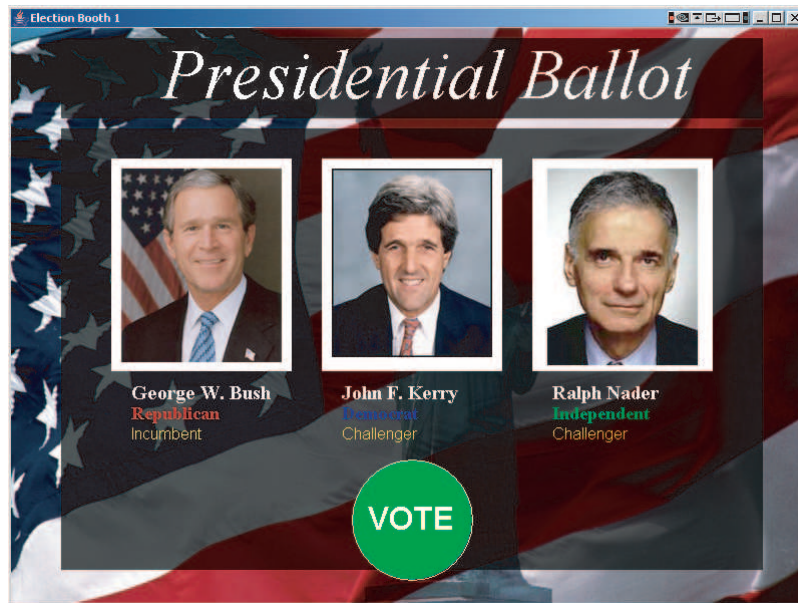 Election Booth 1
Presidential Ballot
George W. Bush
Republican
Incumbent
John F. Kerry
Democrat
Challenger
Ralph Nader
Independent
Challenger
VOTE